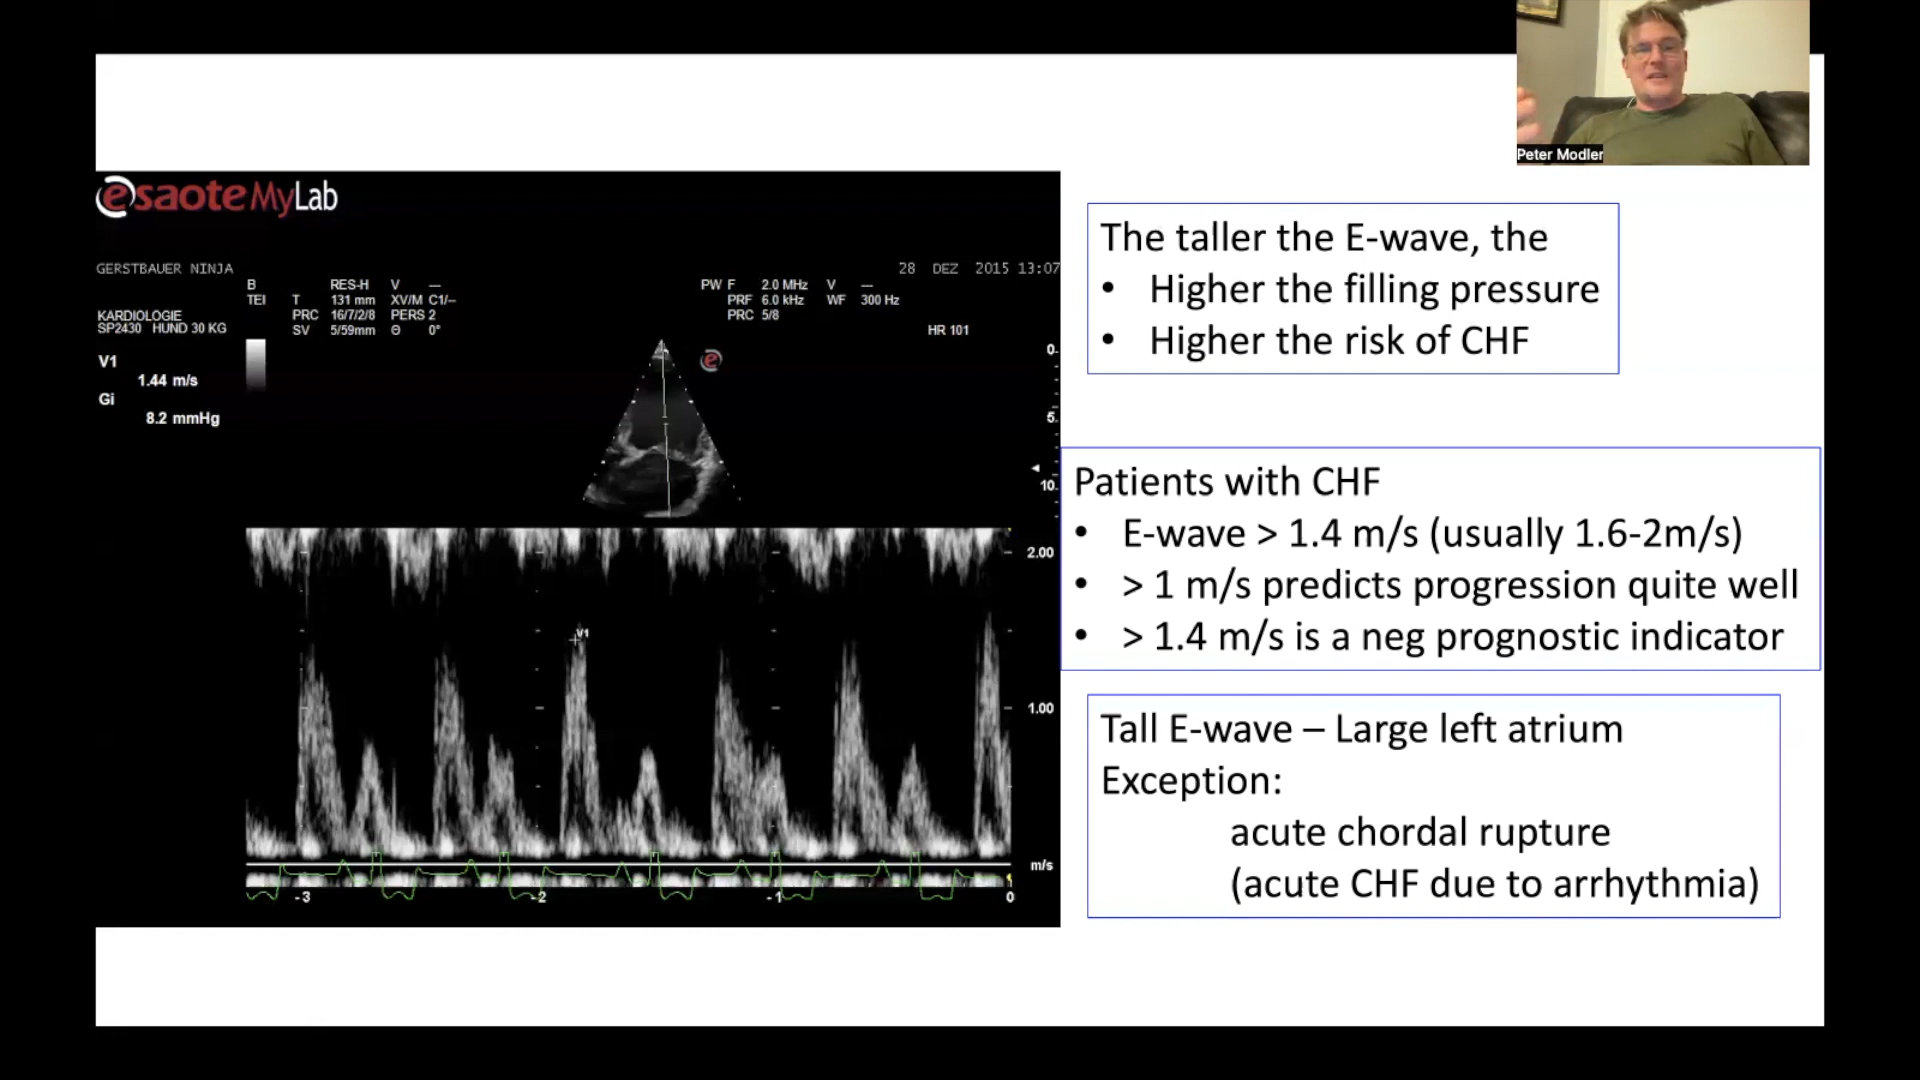 Peter Modler
esaote MyLab
GERSTBAUER NINJA
28 DEZ 2015 13:07
KARDIOLOGIE
SP2430 HUND 30 KG
B RES-H V ---
TEI T 131 mm XV/M C1/--
PRC 16/7/2/8 PERS 2
SV 5/59mm Θ 0°
PW F 2.0 MHz V ---
PRF 6.0 kHz WF 300 Hz
PRC 5/8
HR 101
V1
1.44 m/s
Gi
8.2 mmHg
e
0
5
10
V1
2.00
1.00
m/s
-3 -2 -1 0
The taller the E-wave, the
• Higher the filling pressure
• Higher the risk of CHF
Patients with CHF
• E-wave > 1.4 m/s (usually 1.6-2m/s)
• > 1 m/s predicts progression quite well
• > 1.4 m/s is a neg prognostic indicator
Tall E-wave – Large left atrium
Exception:
acute chordal rupture
(acute CHF due to arrhythmia)